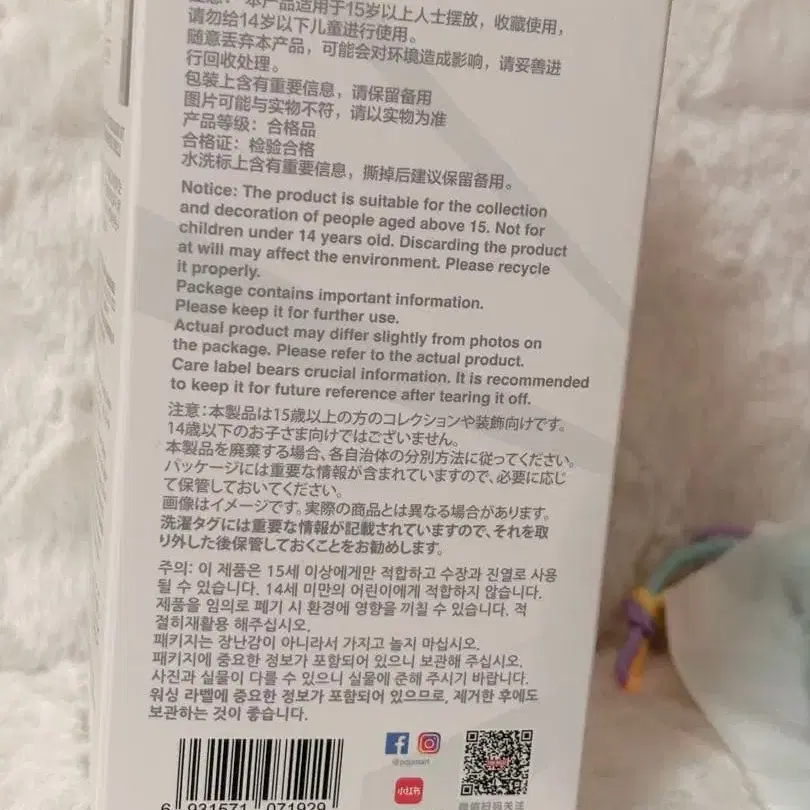 注意：本产品适用于15岁以上人士摆放，收藏使用，
请勿给14岁以下儿童进行使用。
随意丢弃本产品，可能会对环境造成影响，请妥善进
行回收处理。
包装上含有重要信息，请保留备用
图片可能与实物不符，请以实物为准
产品等级：合格品
合格证：检验合格
水洗标上含有重要信息，撕掉后建议保留备用。
Notice: The product is suitable for the collection
and decoration of people aged above 15. Not for
children under 14 years old. Discarding the product
at will may affect the environment. Please recycle
it properly.
Package contains important information.
Please keep it for further use.
Actual product may differ slightly from photos on
the package. Please refer to the actual product.
Care label bears crucial information. It is recommended
to keep it for future reference after tearing it off.
注意：本製品は15歳以上の方のコレクションや装飾向けです。
14歳以下のお子さま向けではございません。
本製品を廃棄する場合、各自治体の分別方法に従ってください。
パッケージには重要な情報が含まれていますので、必要に応じ
て保管しておいてください。
画像はイメージです。実際の商品とは異なる場合があります。
洗濯タグには重要な情報が記載されていますので、それを取
り外した後保管しておくことをお勧めします。
주의: 이 제품은 15세 이상에게만 적합하고 수장과 진열로 사용
될 수 있습니다. 14세 미만의 어린이에게 적합하지 않습니다.
제품을 임의로 폐기 시 환경에 영향을 끼칠 수 있습니다. 적
절히재활용 해주십시오.
패키지는 장난감이 아니라서 가지고 놀지 마십시오.
패키지에 중요한 정보가 포함되어 있으니 보관해 주십시오.
사진과 실물이 다를 수 있으니 실물에 준해 주시기 바랍니다.
워싱 라벨에 중요한 정보가 포함되어 있으므로, 제거한 후에도
보관하는 것이 좋습니다.
@popmart
小红书
微信扫码关注
6 931571 071929